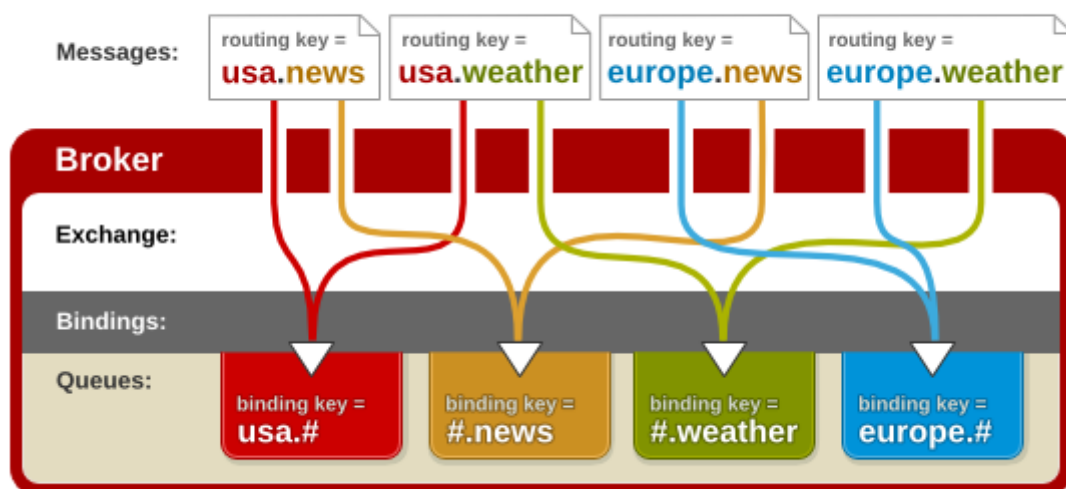 Messages:
routing key =
usa.news
routing key =
usa.weather
routing key =
europe.news
routing key =
europe.weather
Broker
Exchange:
Bindings:
Queues:
binding key =
usa.#
binding key =
#.news
binding key =
#.weather
binding key =
europe.#